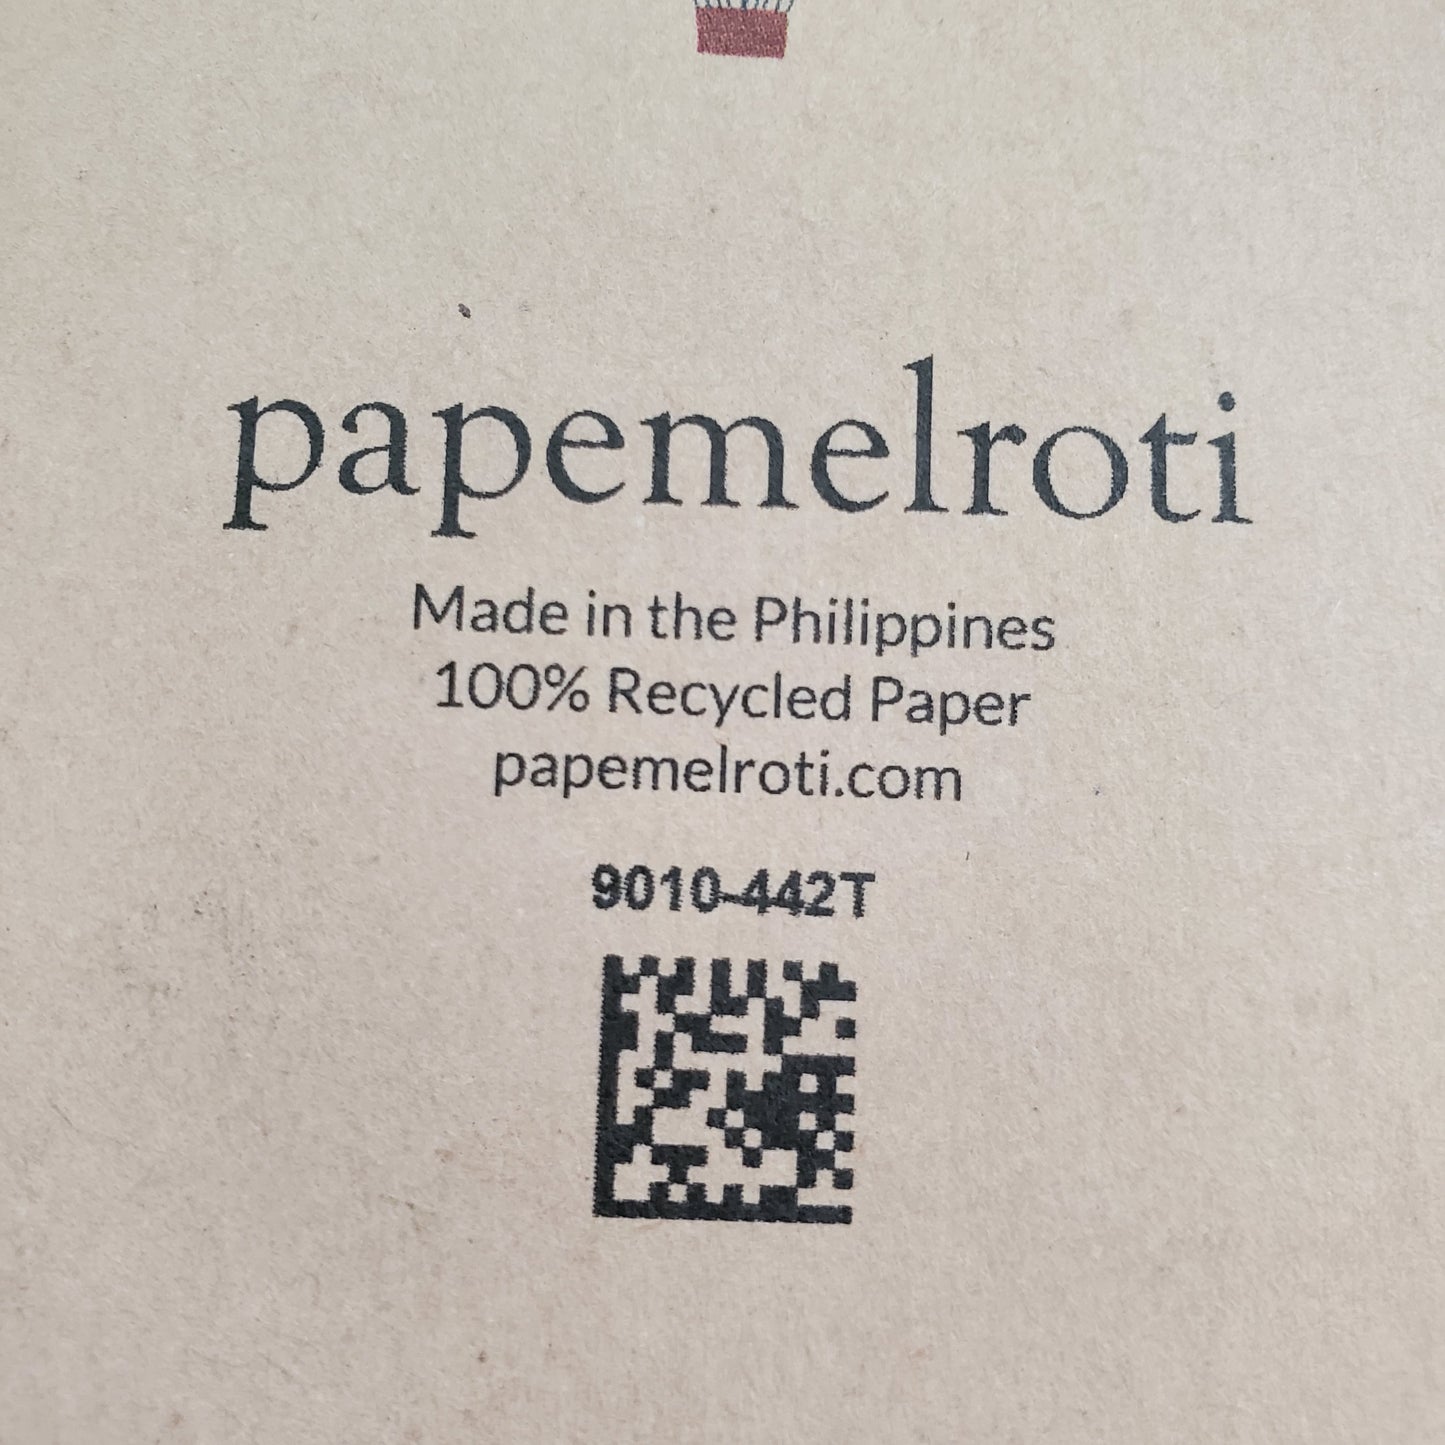 papemelroti
Made in the Philippines
100% Recycled Paper
papemelroti.com
9010-442T